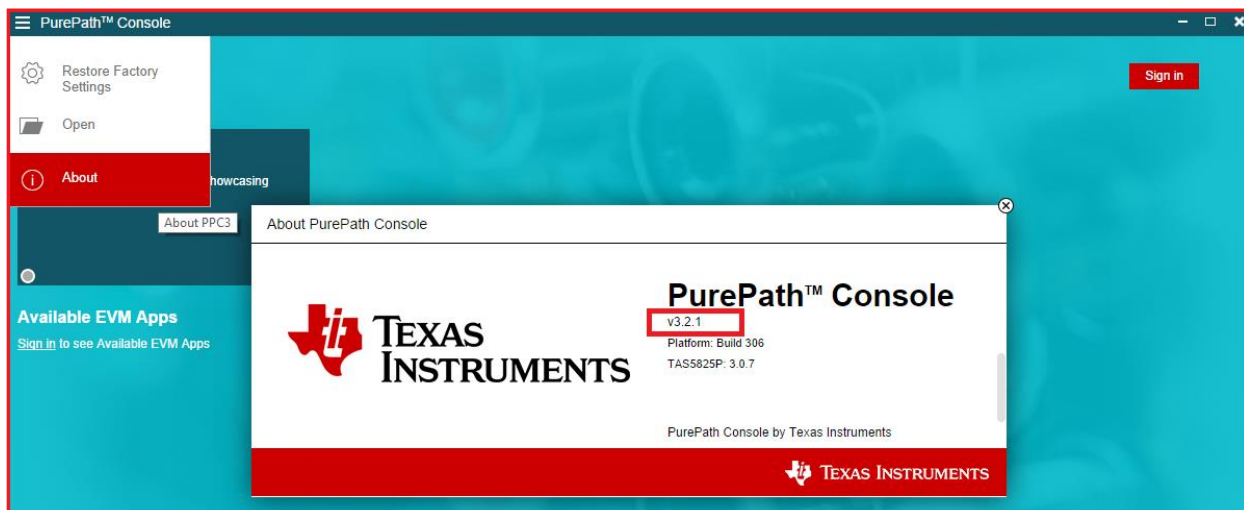 PurePath™ Console
Restore Factory
Settings
Sign in
Open
About
howcasing
About PPC3
About PurePath Console
PurePath™ Console
v3.2.1
Platform: Build 306
TAS5825P: 3.0.7
TEXAS
INSTRUMENTS
Available EVM Apps
Sign in to see Available EVM Apps
PurePath Console by Texas Instruments
TEXAS INSTRUMENTS